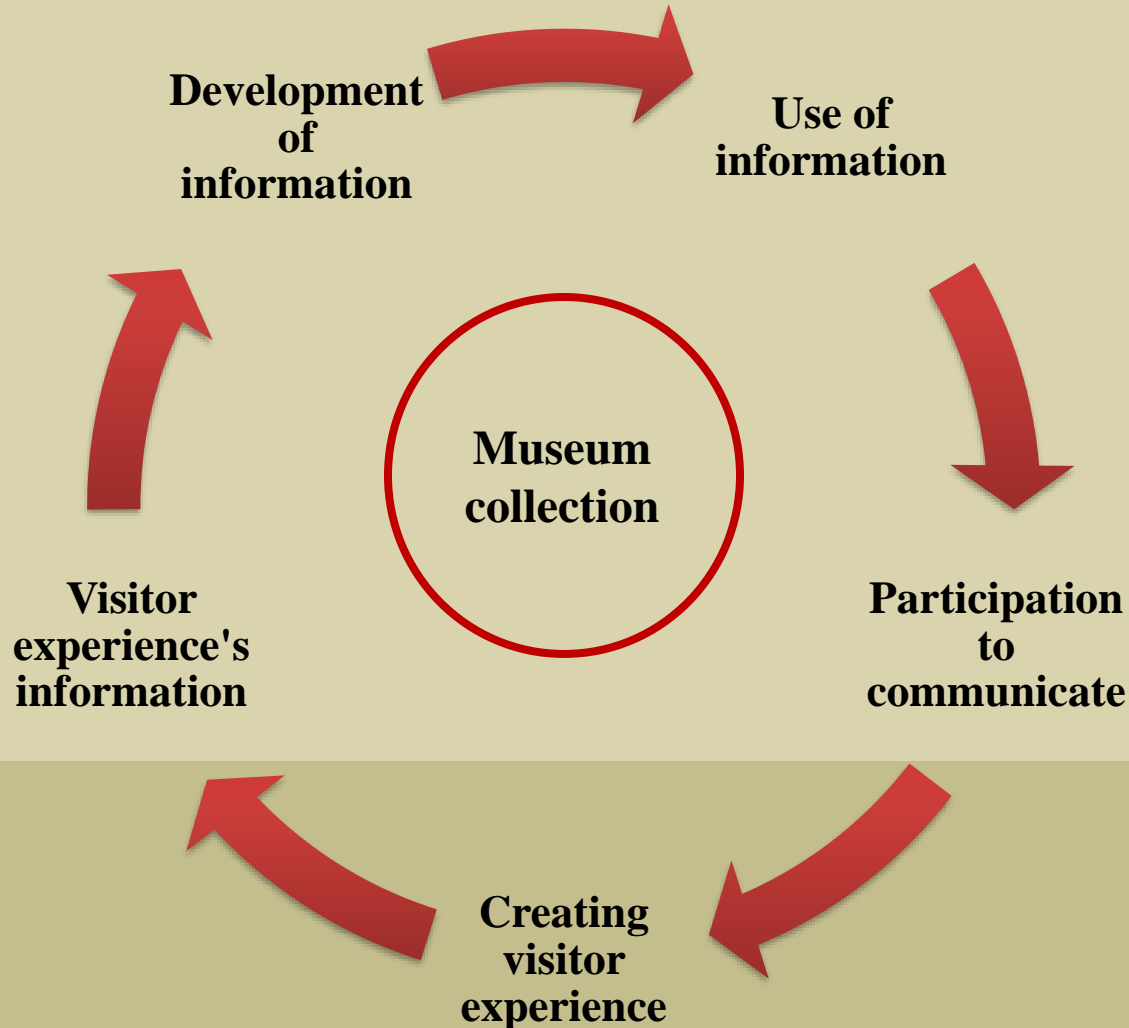 Development
of
information
Use of
information
Museum
collection
Visitor
experience's
information
Participation
to
communicate
Creating
visitor
experience